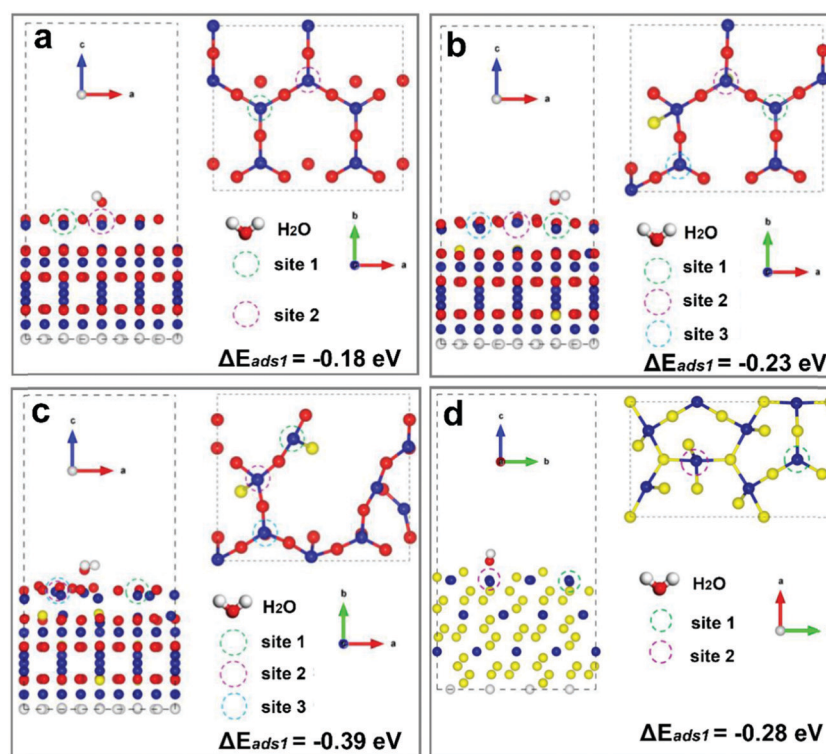 a
c
a
H2O
site 1
site 2
b
a
ΔEads1 = -0.18 eV
b
c
a
H2O
site 1
site 2
site 3
b
a
ΔEads1 = -0.23 eV
c
c
a
H2O
site 1
site 2
site 3
b
a
ΔEads1 = -0.39 eV
d
c
b
H2O
site 1
site 2
a
ΔEads1 = -0.28 eV